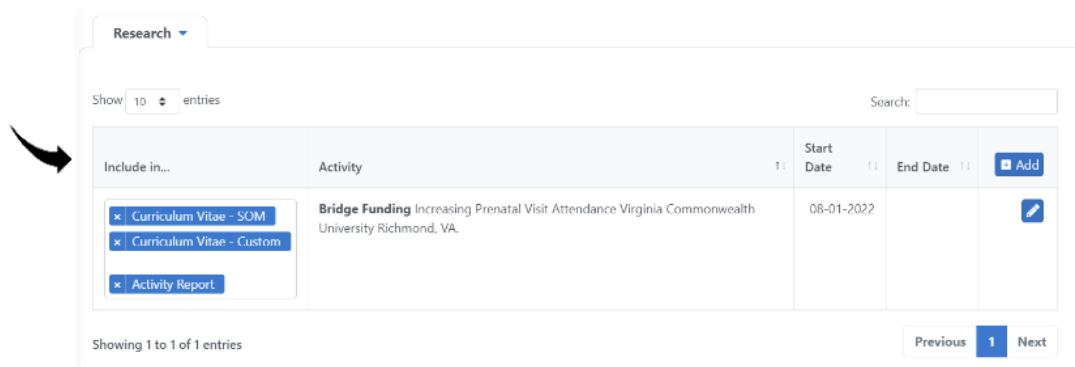 Research
Show 10 entries
Search:
Include in...
Activity
Start
Date
End Date
Add
× Curriculum Vitae - SOM
× Curriculum Vitae - Custom
× Activity Report
Bridge Funding Increasing Prenatal Visit Attendance Virginia Commonwealth
University Richmond, VA.
08-01-2022
Showing 1 to 1 of 1 entries
Previous 1 Next